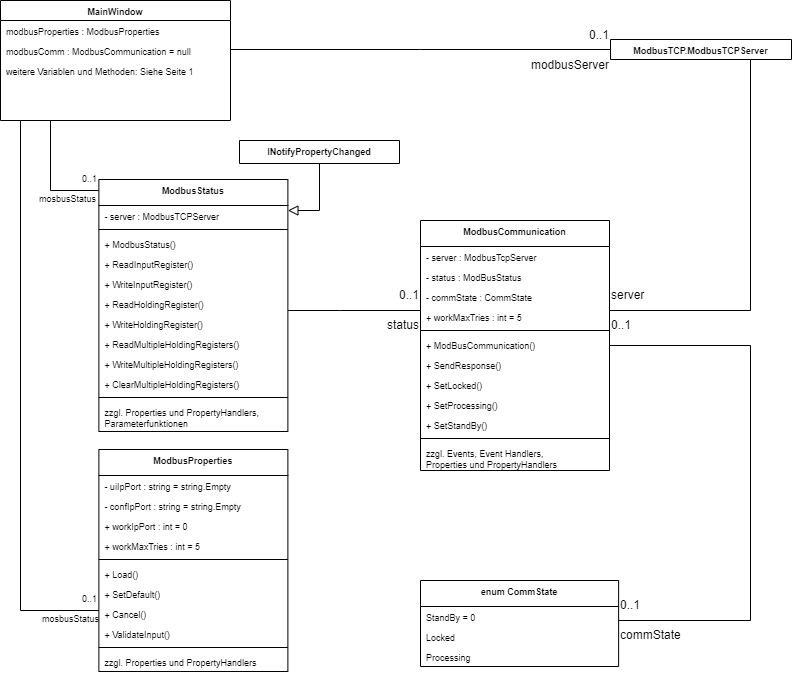 MainWindow
modbusProperties : ModbusProperties
modbusComm : ModbusCommunication = null
weitere Variablen und Methoden: Siehe Seite 1
0..1
modbusServer
ModbusTCP.ModbusTCPServer
INotifyPropertyChanged
0..1
mosbusStatus
ModbusStatus
- server : ModbusTCPServer
+ ModbusStatus()
+ ReadInputRegister()
+ WriteInputRegister()
+ ReadHoldingRegister()
+ WriteHoldingRegister()
+ ReadMultipleHoldingRegisters()
+ WriteMultipleHoldingRegisters()
+ ClearMultipleHoldingRegisters()
zzgl. Properties und PropertyHandlers,
Parameterfunktionen
0..1
status
ModbusCommunication
- server : ModbusTcpServer
- status : ModBusStatus
- commState : CommState
+ workMaxTries : int = 5
+ ModBusCommunication()
+ SendResponse()
+ SetLocked()
+ SetProcessing()
+ SetStandBy()
zzgl. Events, Event Handlers,
Properties und PropertyHandlers
server
0..1
ModbusProperties
- uiIpPort : string = string.Empty
- confIpPort : string = string.Empty
+ workIpPort : int = 0
+ workMaxTries : int = 5
+ Load()
+ SetDefault()
+ Cancel()
+ ValidateInput()
zzgl. Properties und PropertyHandlers
0..1
mosbusStatus
enum CommState
StandBy = 0
Locked
Processing
0..1
commState